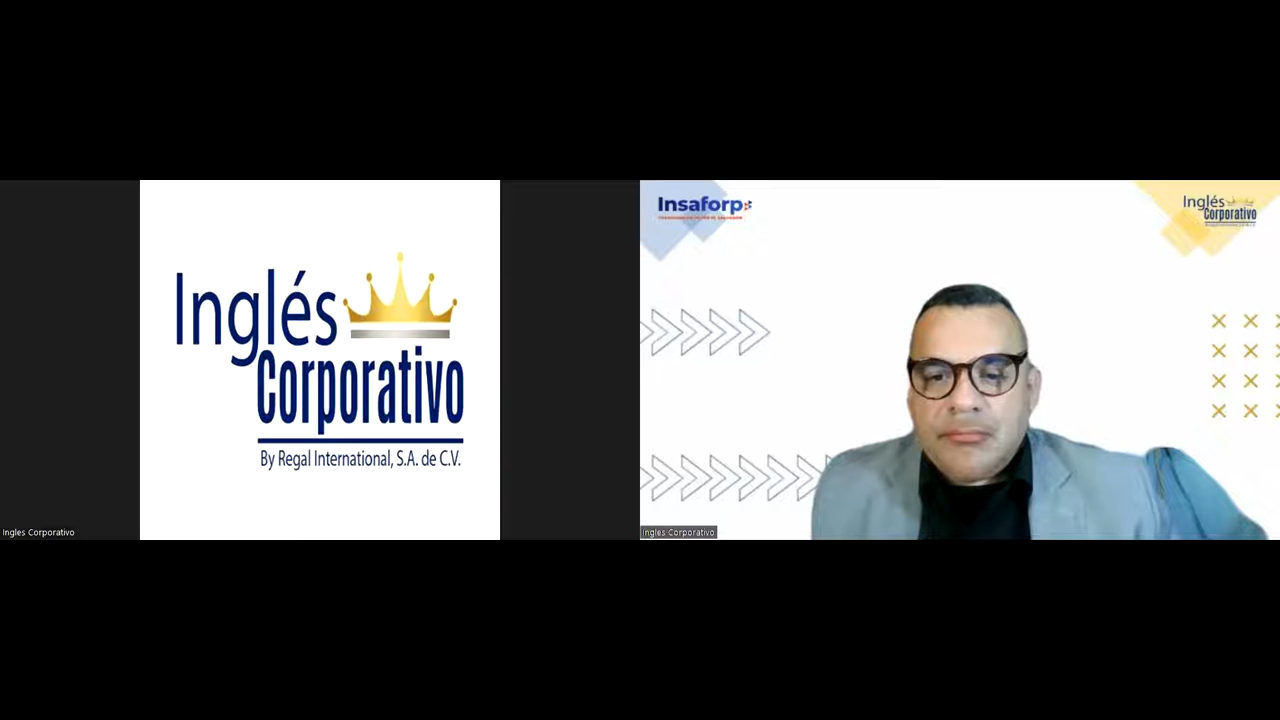 Inglés
Corporativo
By Regal International, S.A. de C.V.
Ingles Corporativo
Insaforp
Inglés
Corporativo
Ingles Corporativo